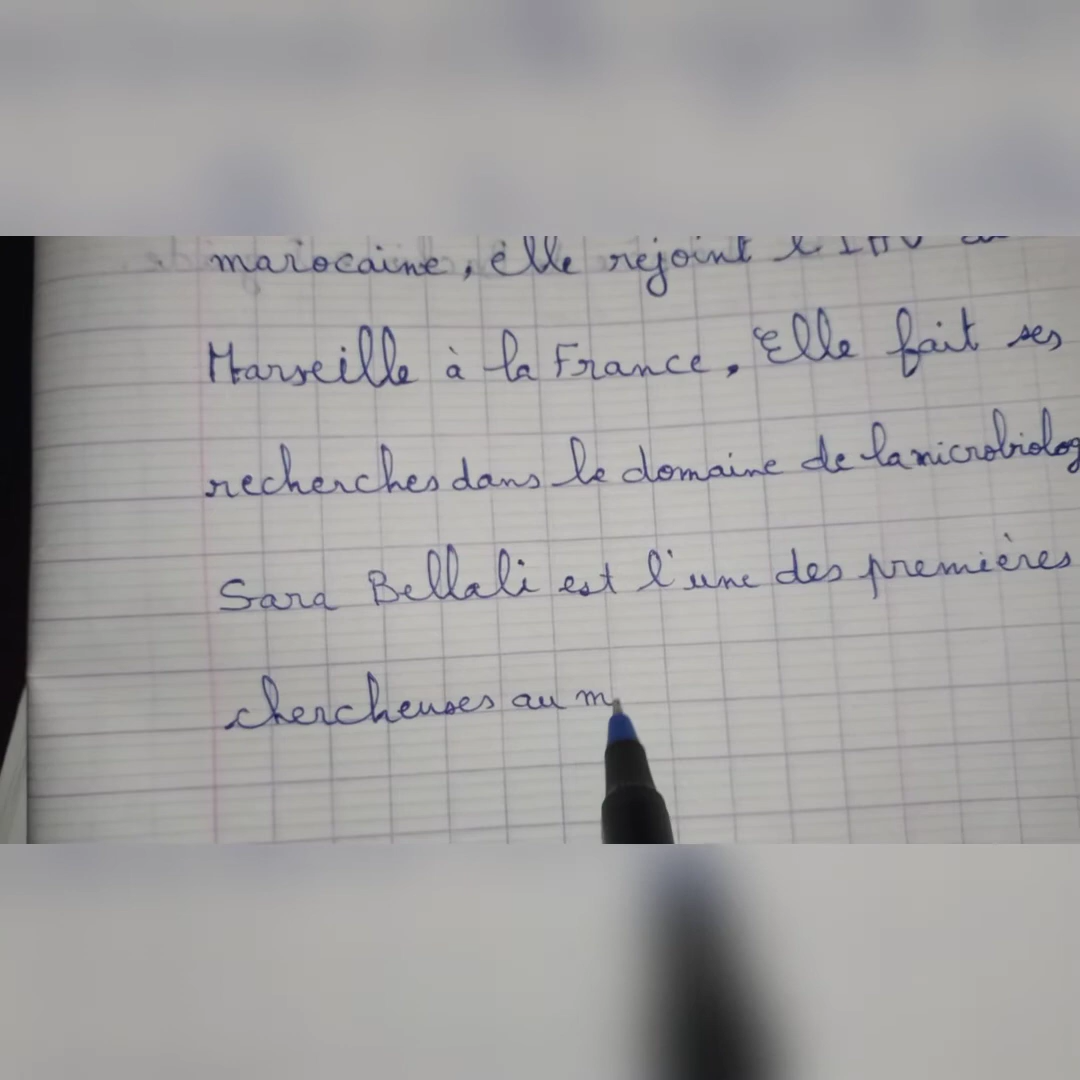 marocaine, elle rejoint l'IHU
Marseille à la France. Elle fait ses
recherches dans le domaine de la microbiolog
Sara Bellali est l'une des premières
chercheuses au m